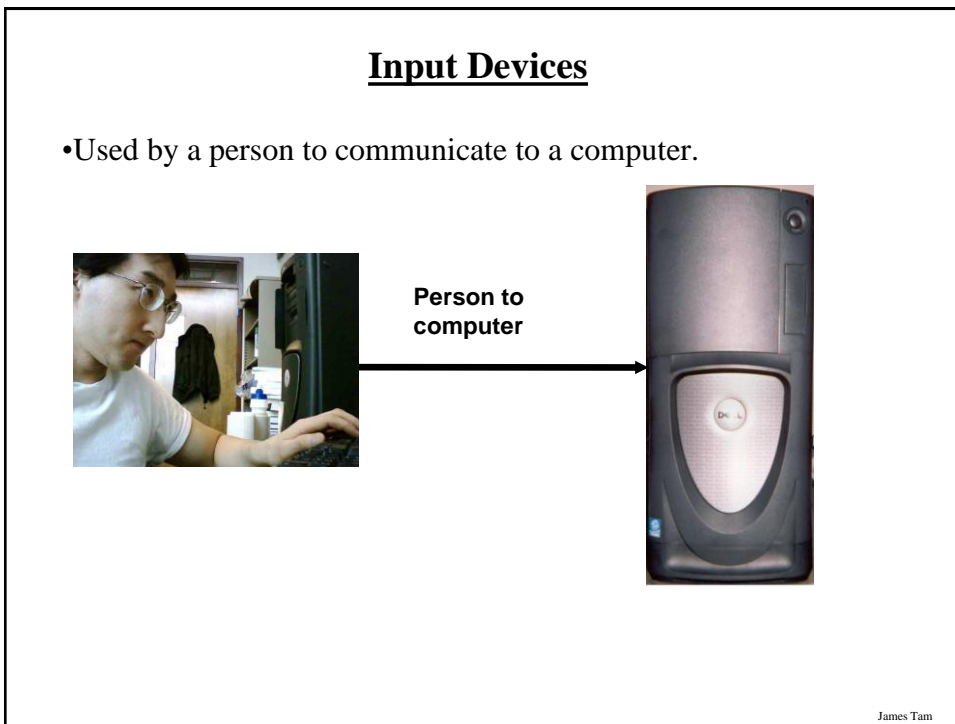 Input Devices
•Used by a person to communicate to a computer.
Person to
computer
DELL
James Tam